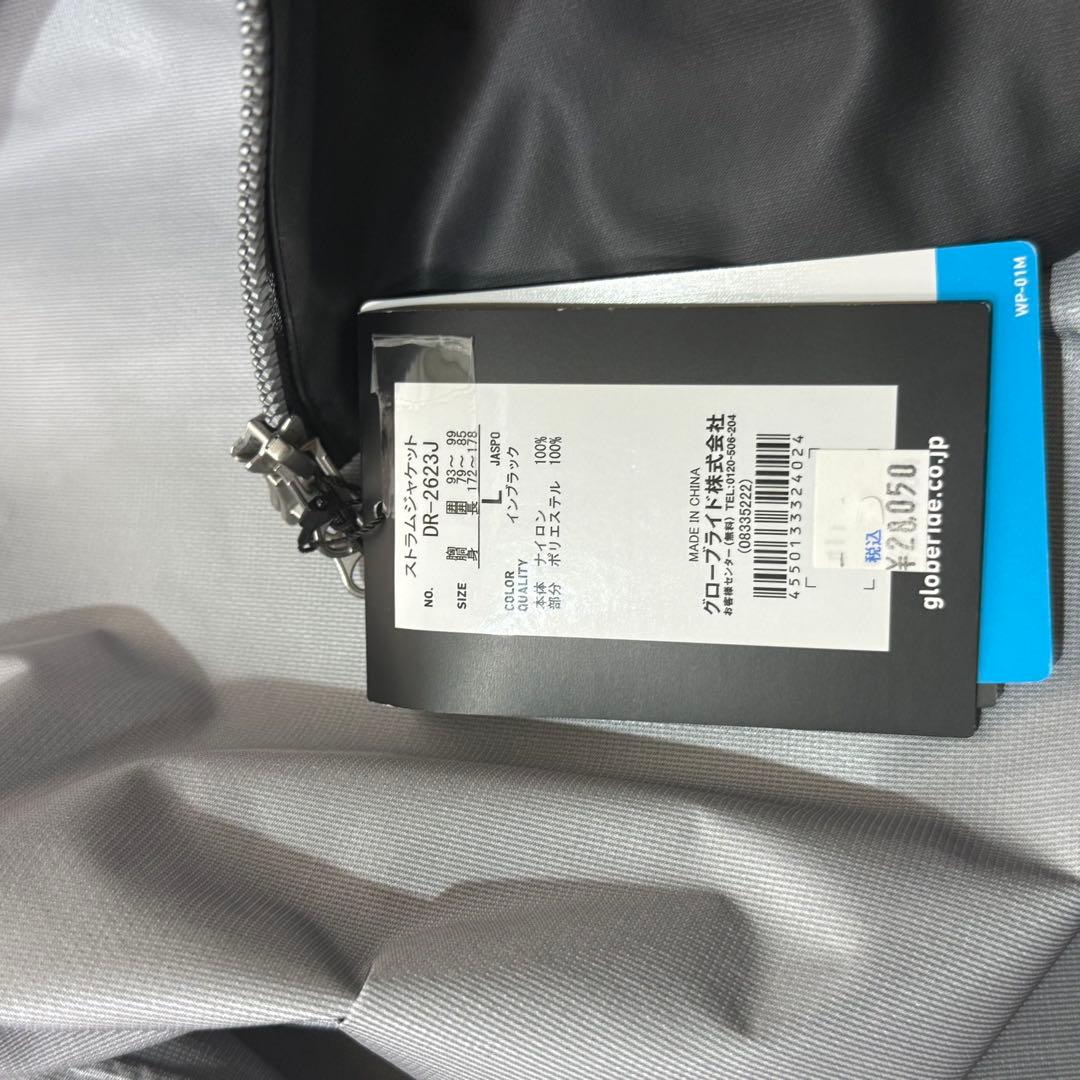 ストラムジャケット
NO. DR-2623J
SIZE 胸囲 93～ 99
胴囲 79～ 85
身長 172～178
L JASPO
COLOR インブラック
QUALITY
本体 ナイロン 100%
部分 ポリエステル 100%
MADE IN CHINA
グローブライド株式会社
お客様センター(無料) TEL:0120-506-204
(08335222)
4550133324024
税込
¥28,050
globeride.co.jp
WP-01M